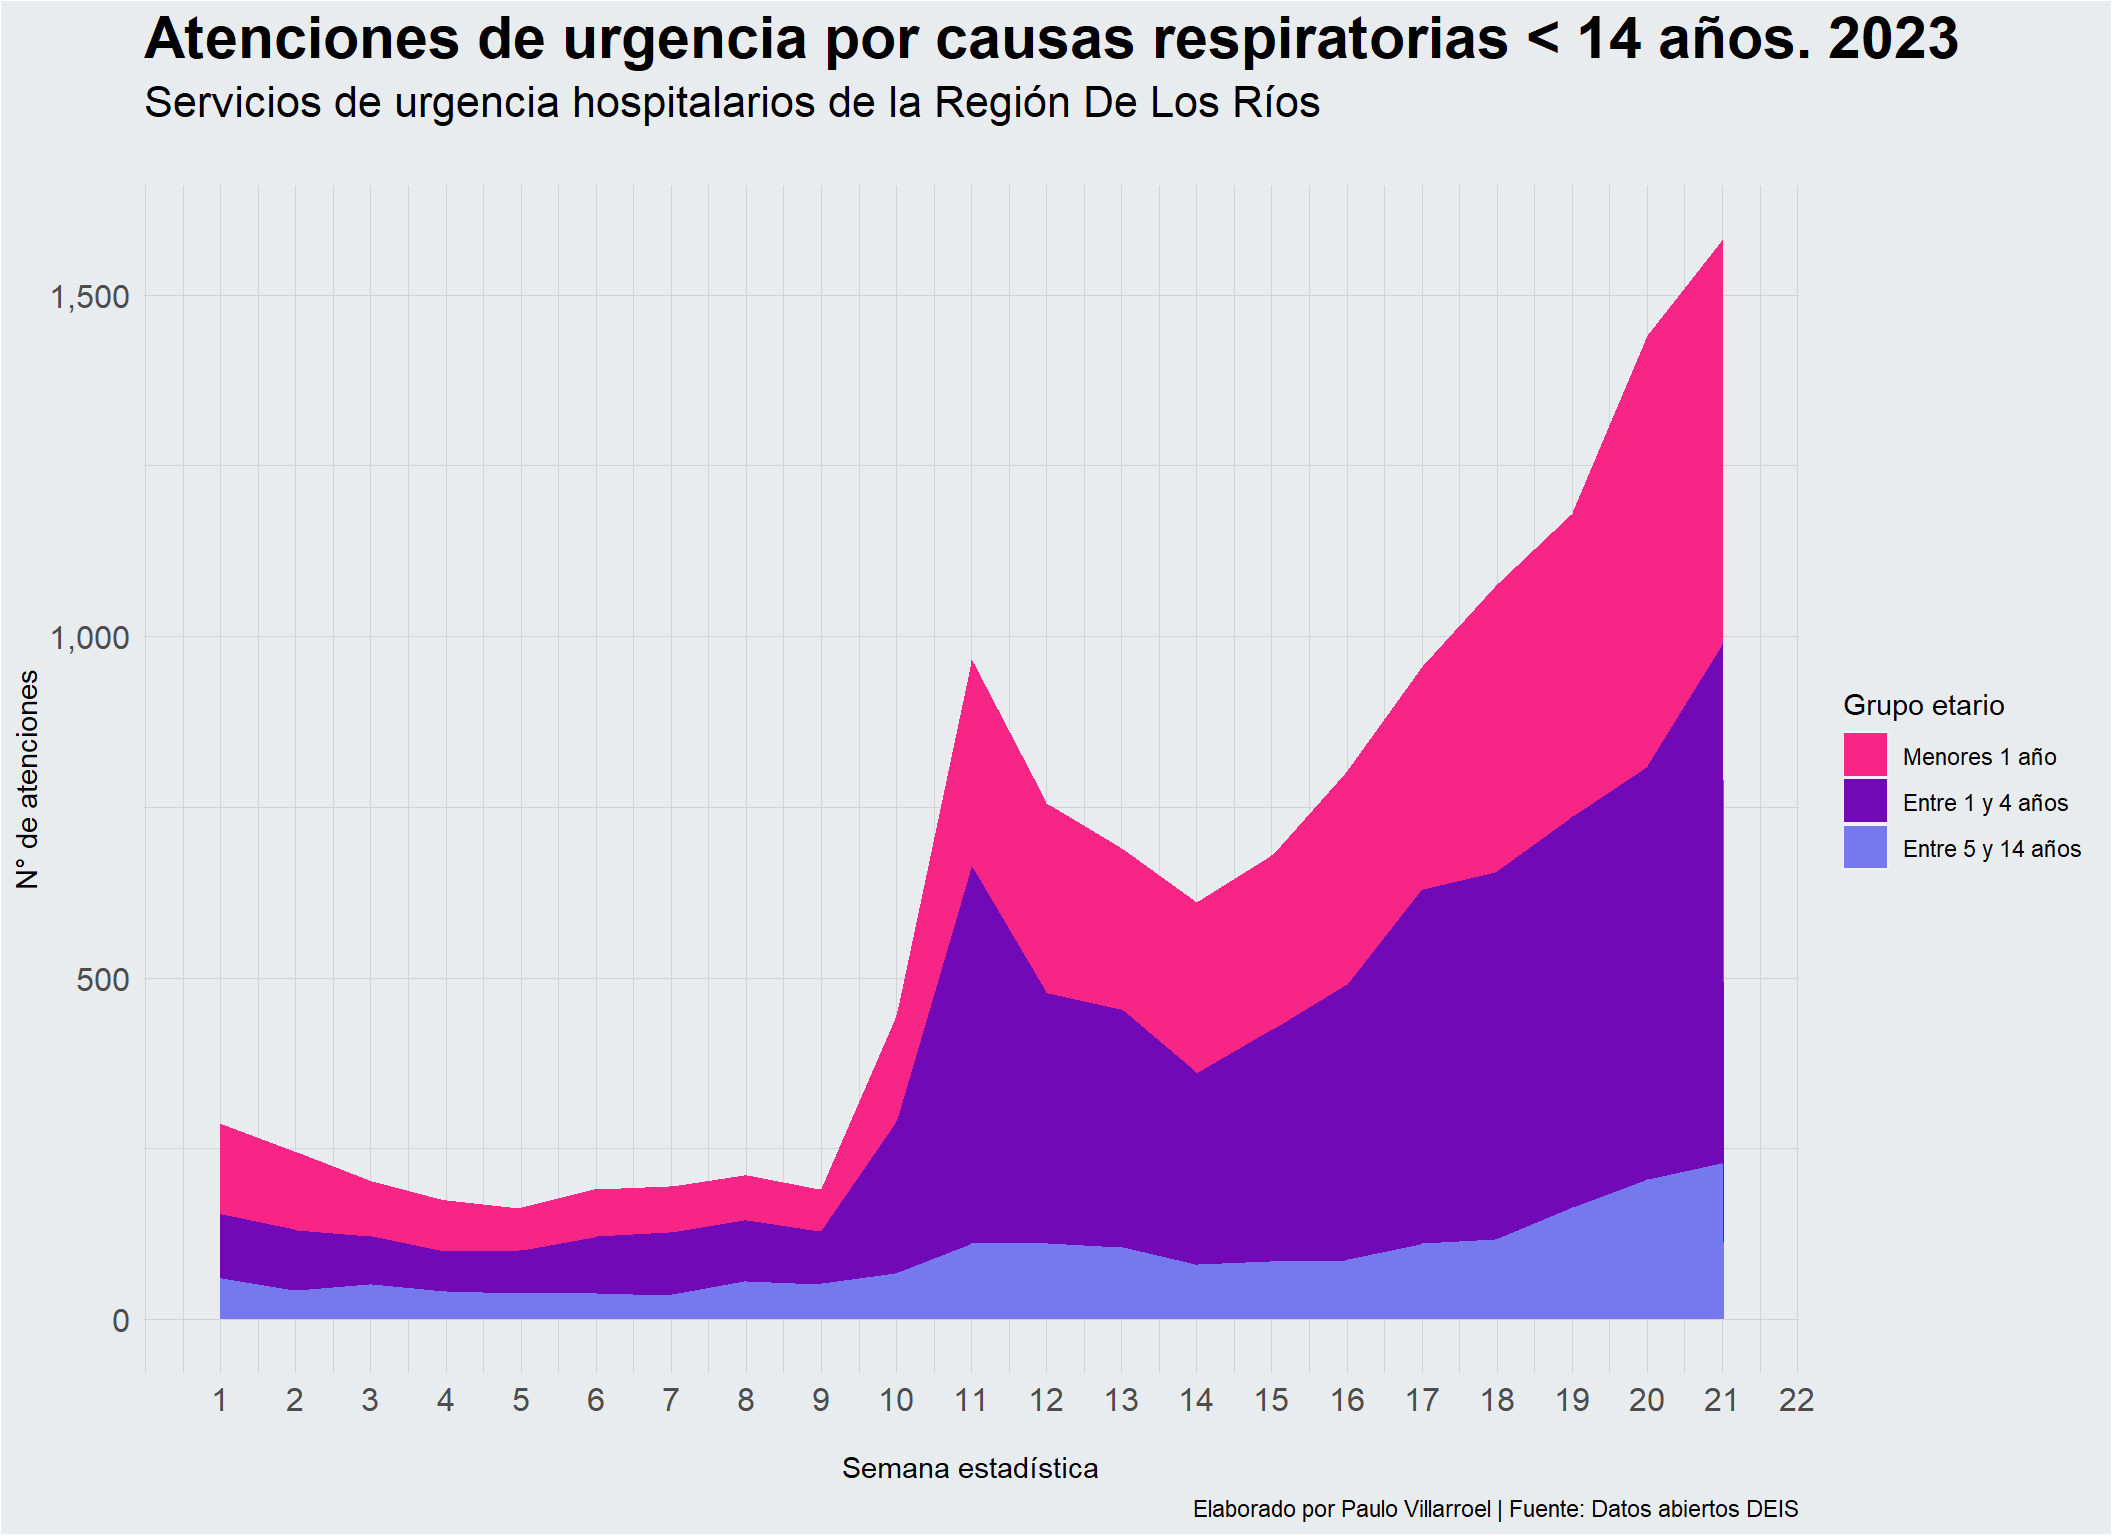 Atenciones de urgencia por causas respiratorias < 14 años. 2023
Servicios de urgencia hospitalarios de la Región De Los Ríos
N° de atenciones
1,500
1,000
500
0
1 2 3 4 5 6 7 8 9 10 11 12 13 14 15 16 17 18 19 20 21 22
Semana estadística
Grupo etario
Menores 1 año
Entre 1 y 4 años
Entre 5 y 14 años
Elaborado por Paulo Villarroel | Fuente: Datos abiertos DEIS